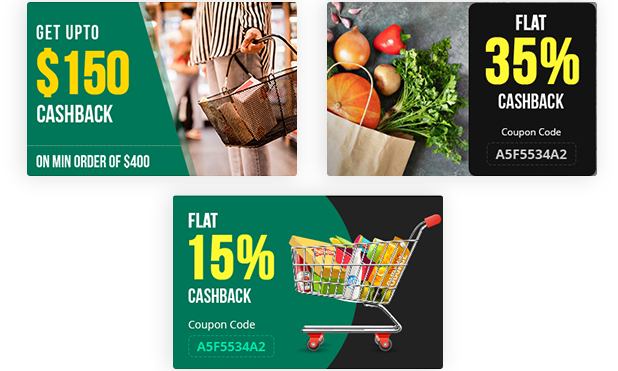 GET UPTO
$150
CASHBACK
ON MIN ORDER OF $400
FLAT
35%
CASHBACK
Coupon Code
A5F5534A2
FLAT
15%
CASHBACK
Coupon Code
A5F5534A2